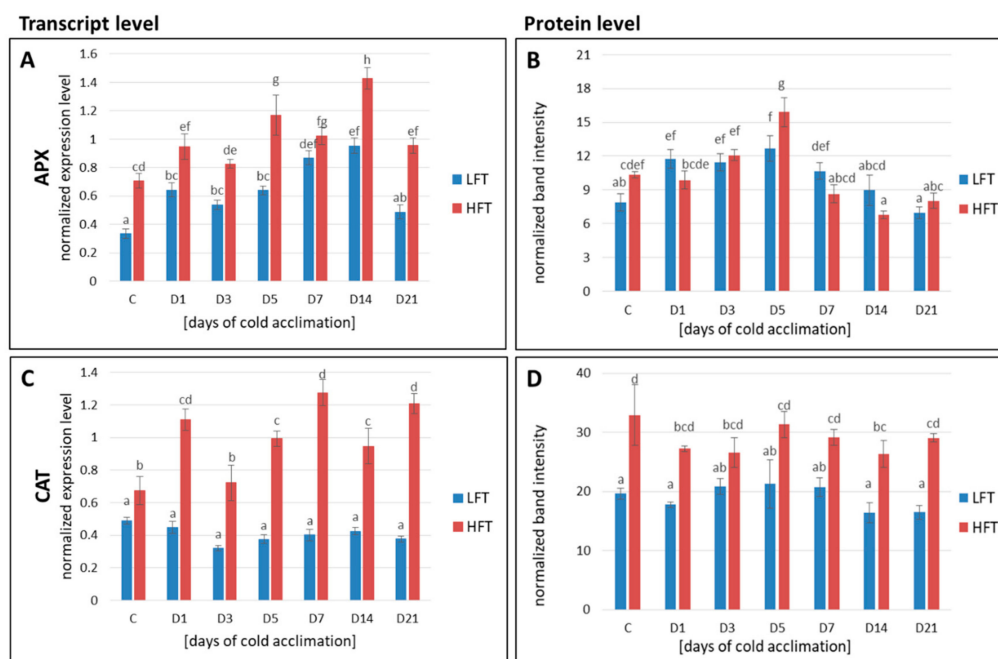 Transcript level
Protein level
A
APX
normalized expression level
1.6
1.4
1.2
1
0.8
0.6
0.4
0.2
0
a cd bc ef bc de bc g def fg ef h ab ef
C D1 D3 D5 D7 D14 D21
[days of cold acclimation]
LFT
HFT
B
normalized band intensity
21
18
15
12
9
6
3
0
ab cdef ef bcde ef ef f g def abcd abcd a a abc
C D1 D3 D5 D7 D14 D21
[days of cold acclimation]
LFT
HFT
C
CAT
normalized expression level
1.4
1.2
1
0.8
0.6
0.4
0.2
0
a b a cd a b a c a d a c a d
C D1 D3 D5 D7 D14 D21
[days of cold acclimation]
LFT
HFT
D
normalized band intensity
40
30
20
10
0
a d a bcd ab bcd ab cd ab cd a bc a cd
C D1 D3 D5 D7 D14 D21
[days of cold acclimation]
LFT
HFT